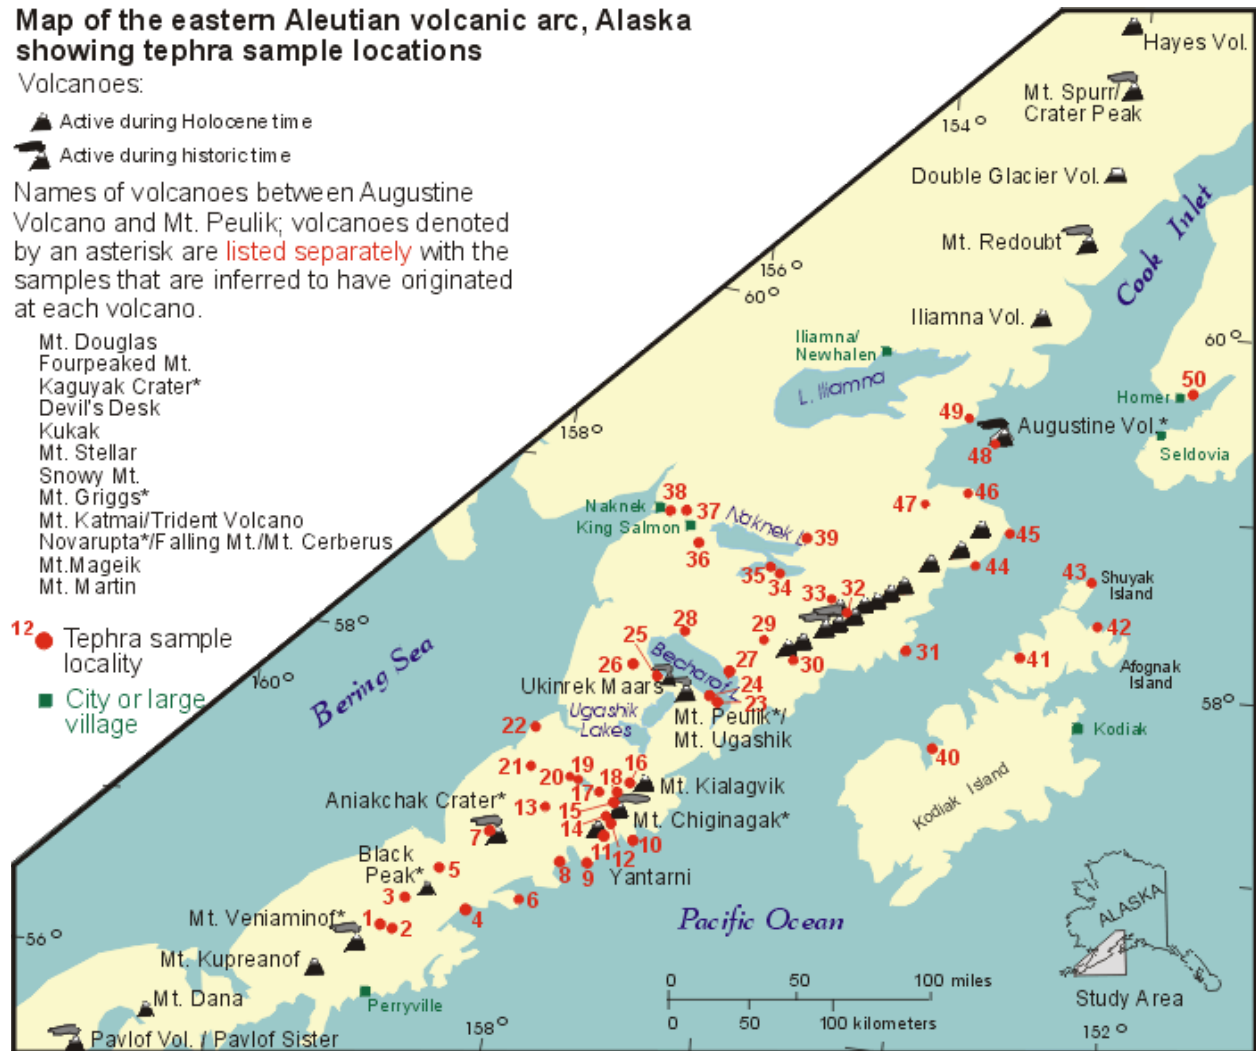 Map of the eastern Aleutian volcanic arc, Alaska
showing tephra sample locations
Volcanoes:
Active during Holocene time
Active during historic time
Names of volcanoes between Augustine
Volcano and Mt. Peulik; volcanoes denoted
by an asterisk are listed separately with the
samples that are inferred to have originated
at each volcano.
Mt. Douglas
Fourpeaked Mt.
Kaguyak Crater*
Devil's Desk
Kukak
Mt. Stellar
Snowy Mt.
Mt. Griggs*
Mt. Katmai/Trident Volcano
Novarupta*/Falling Mt./Mt. Cerberus
Mt.Mageik
Mt. Martin
12
Tephra sample
locality
City or large
village
Hayes Vol.
Mt. Spurr/
Crater Peak
154°
Double Glacier Vol.
Mt. Redoubt
Cook Inlet
156°
60°
Iliamna Vol.
Iliamna/
Newhalen
L. Iliamna
60°
50
Homer
49
Augustine Vol.*
48
Seldovia
158°
38
37
Naknek
King Salmon
36
Naknek L.
39
47
46
45
44
35
34
33
32
43
Shuyak
Island
42
41
Afognak
Island
58°
160°
Bering Sea
28
29
25
26
Becharof L.
27
30
31
24
23
Ukinrek Maars
Ugashik
Lakes
Mt. Peulik*/
Mt. Ugashik
58°
Kodiak
40
Kodiak Island
22
21
20
19
18
16
17
Mt. Kialagvik
15
14
Mt. Chiginagak*
13
Aniakchak Crater*
7
11
12
10
8
9
Yantarni
Black
Peak*
5
3
6
4
Mt. Veniaminof*
1
2
Pacific Ocean
56°
Mt. Kupreanof
Mt. Dana
Perryville
Pavlof Vol. / Pavlof Sister
158°
0
50
100 miles
0
50
100 kilometers
ALASKA
Study Area
152°